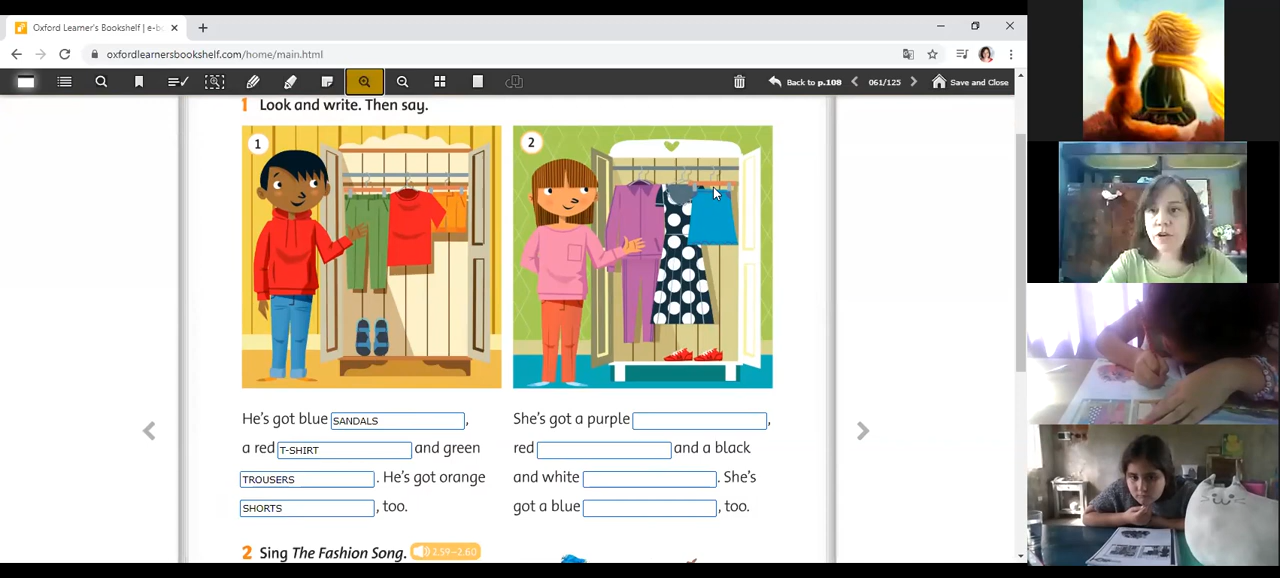 Oxford Learner's Bookshelf | e-bo
oxfordlearnersbookshelf.com/home/main.html
Back to p.108
061/125
Save and Close
1 Look and write. Then say.
1
2
He's got blue SANDALS,
a red T-SHIRT and green
TROUSERS. He's got orange
SHORTS, too.
She's got a purple ,
red and a black
and white . She's
got a blue , too.
2 Sing The Fashion Song. 2.59–2.60